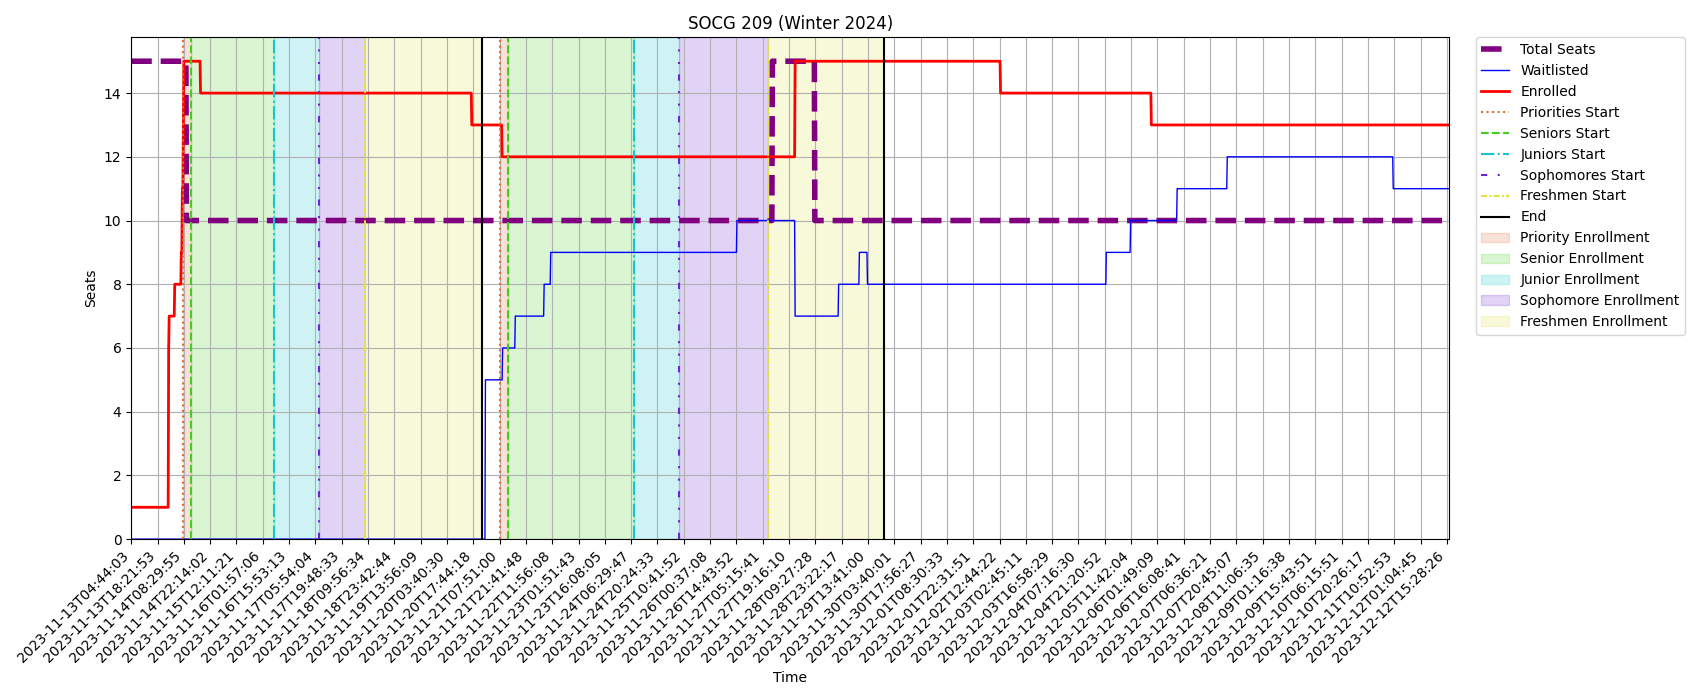 SOCG 209 (Winter 2024)
Seats
14
12
10
8
6
4
2
0
2023-11-13T04:44:03
2023-11-13T18:21:53
2023-11-14T08:29:55
2023-11-14T22:14:02
2023-11-15T12:11:21
2023-11-16T01:57:06
2023-11-16T15:53:13
2023-11-17T05:54:04
2023-11-17T19:48:33
2023-11-18T09:56:34
2023-11-18T23:42:44
2023-11-19T13:56:09
2023-11-20T03:40:30
2023-11-20T17:44:18
2023-11-21T07:51:00
2023-11-21T21:41:48
2023-11-22T11:56:08
2023-11-23T01:51:43
2023-11-23T16:08:05
2023-11-24T06:29:47
2023-11-24T20:24:33
2023-11-25T10:41:52
2023-11-26T00:37:08
2023-11-26T14:43:52
2023-11-27T05:15:41
2023-11-27T19:16:10
2023-11-28T09:27:28
2023-11-28T23:22:17
2023-11-29T13:41:00
2023-11-30T03:40:01
2023-11-30T17:56:27
2023-12-01T08:30:33
2023-12-01T22:31:51
2023-12-02T12:44:22
2023-12-03T02:45:11
2023-12-03T16:58:29
2023-12-04T07:16:30
2023-12-04T21:20:52
2023-12-05T11:42:04
2023-12-06T01:49:09
2023-12-06T16:08:41
2023-12-07T06:36:21
2023-12-07T20:45:07
2023-12-08T11:06:35
2023-12-09T01:16:38
2023-12-09T15:43:51
2023-12-10T06:15:51
2023-12-10T20:26:17
2023-12-11T10:52:53
2023-12-12T01:04:45
2023-12-12T15:28:26
Time
Total Seats
Waitlisted
Enrolled
Priorities Start
Seniors Start
Juniors Start
Sophomores Start
Freshmen Start
End
Priority Enrollment
Senior Enrollment
Junior Enrollment
Sophomore Enrollment
Freshmen Enrollment